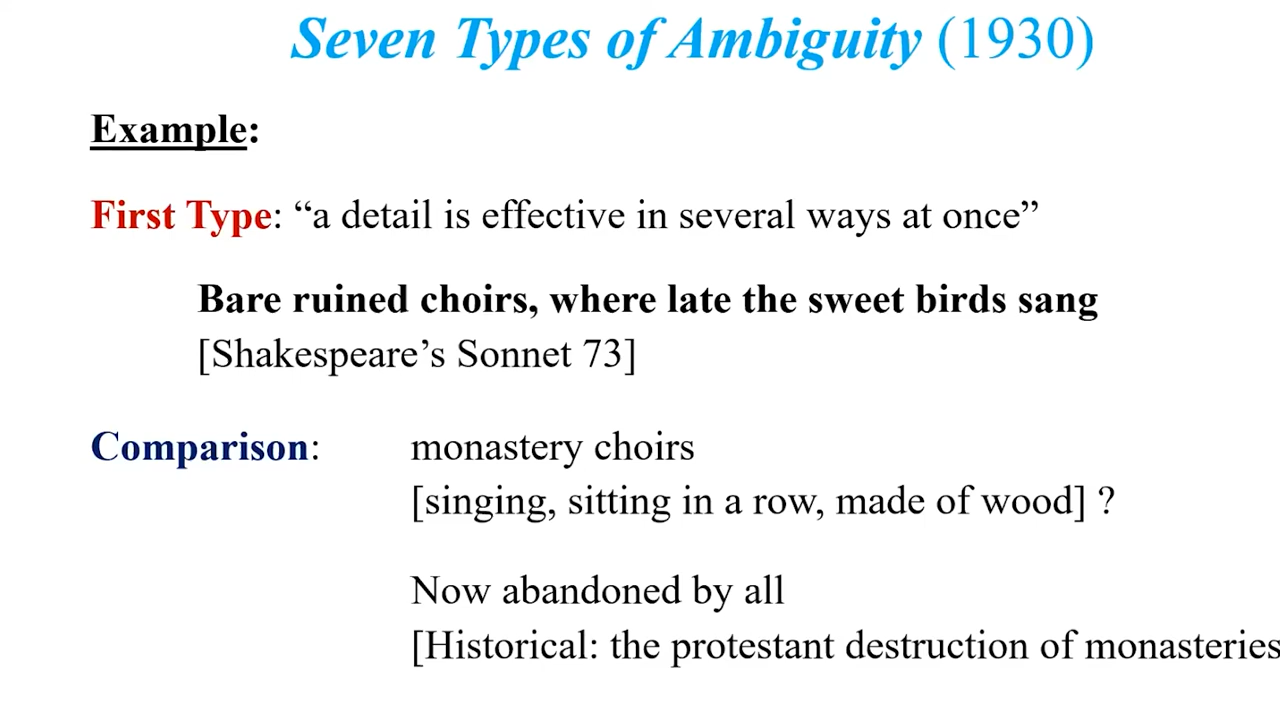 Seven Types of Ambiguity (1930)
Example:
First Type: “a detail is effective in several ways at once”
Bare ruined choirs, where late the sweet birds sang
[Shakespeare’s Sonnet 73]
Comparison: monastery choirs
[singing, sitting in a row, made of wood] ?
Now abandoned by all
[Historical: the protestant destruction of monasteries